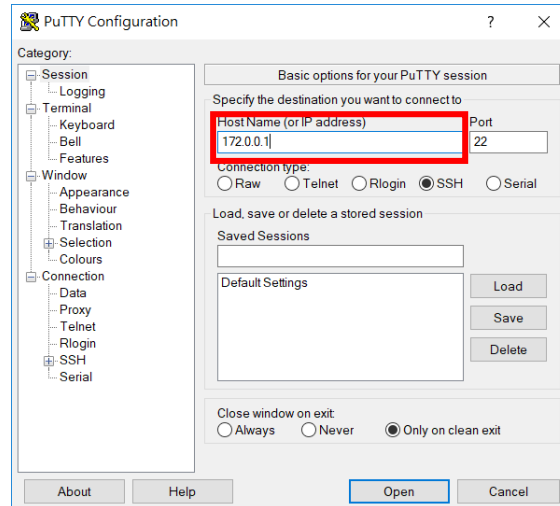 PuTTY Configuration
?
Category:
Session
Logging
Terminal
Keyboard
Bell
Features
Window
Appearance
Behaviour
Translation
Selection
Colours
Connection
Data
Proxy
Telnet
Rlogin
SSH
Serial
Basic options for your PuTTY session
Specify the destination you want to connect to
Host Name (or IP address) Port
172.0.0.1 22
Connection type:
Raw Telnet Rlogin SSH Serial
Load, save or delete a stored session
Saved Sessions
Default Settings
Load
Save
Delete
Close window on exit:
Always Never Only on clean exit
About Help Open Cancel